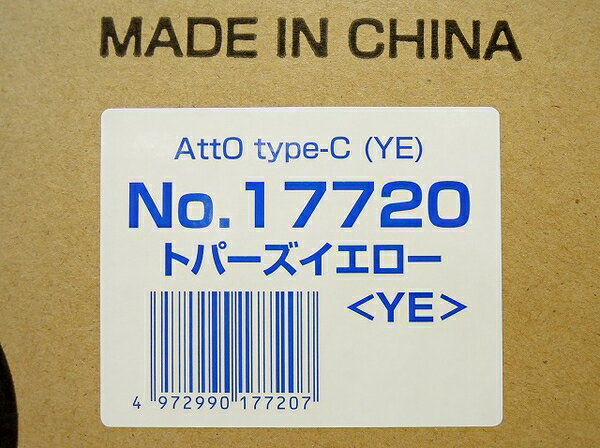 MADE IN CHINA
AttO type-C (YE)
No.17720
トパーズイエロー
<YE>
4 972990 177207